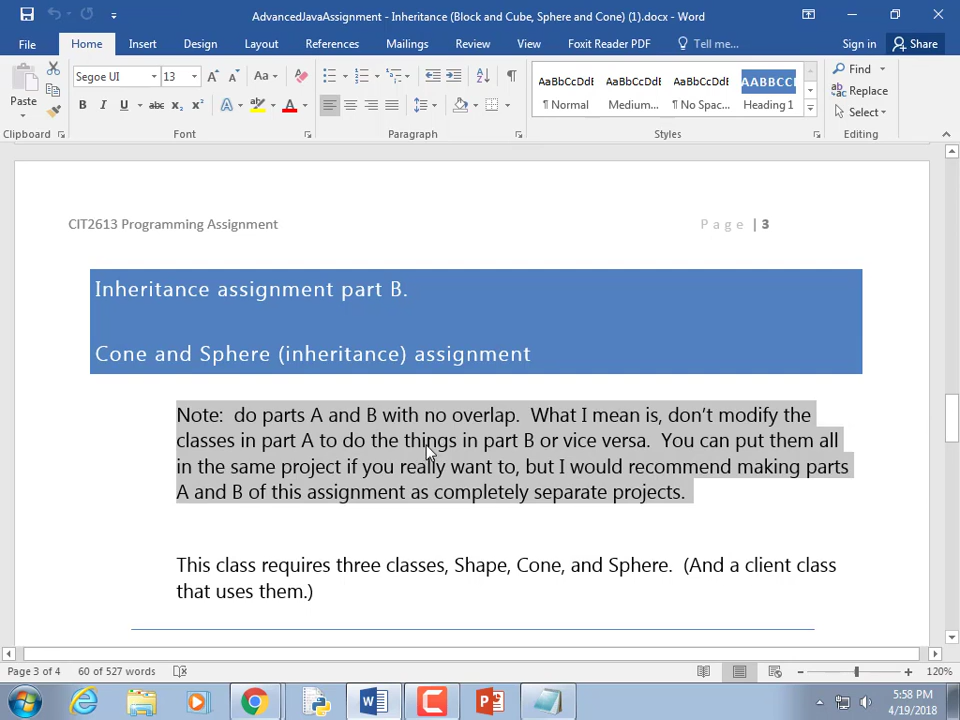 AdvancedJavaAssignment - Inheritance (Block and Cube, Sphere and Cone) (1).docx - Word
File Home Insert Design Layout References Mailings Review View Foxit Reader PDF Tell me... Sign in Share
Paste
Segoe UI 13 Aa
B I U abc x₂ x² A A
AaBbCcDdE AaBbCcDdE AaBbCcDdE AABBCCI
¶ Normal Medium... ¶ No Spac... Heading 1
Find
Replace
Select
Clipboard Font Paragraph Styles Editing
CIT2613 Programming Assignment Page | 3
Inheritance assignment part B.
Cone and Sphere (inheritance) assignment
Note:  do parts A and B with no overlap.  What I mean is, don’t modify the
classes in part A to do the things in part B or vice versa.  You can put them all
in the same project if you really want to, but I would recommend making parts
A and B of this assignment as completely separate projects.
This class requires three classes, Shape, Cone, and Sphere.  (And a client class
that uses them.)
Page 3 of 4 60 of 527 words 120%
5:58 PM
4/19/2018